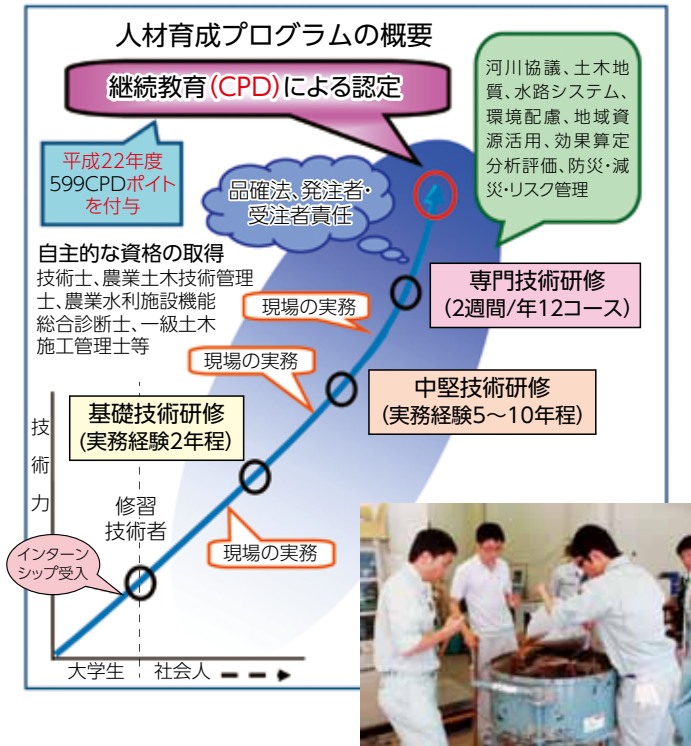 人材育成プログラムの概要
継続教育(CPD)による認定
河川協議、土木地
質、水路システム、
環境配慮、地域資
源活用、効果算定
分析評価、防災・減
災・リスク管理
平成22年度
599CPDポイト
を付与
品確法、発注者・
受注者責任
自主的な資格の取得
技術士、農業土木技術管理
士、農業水利施設機能
総合診断士、一級土木
施工管理士等
専門技術研修
(2週間/年12コース)
現場の実務
現場の実務
中堅技術研修
(実務経験5〜10年程)
基礎技術研修
(実務経験2年程)
技術力
修習
技術者
現場の実務
インターン
シップ受入
大学生
社会人